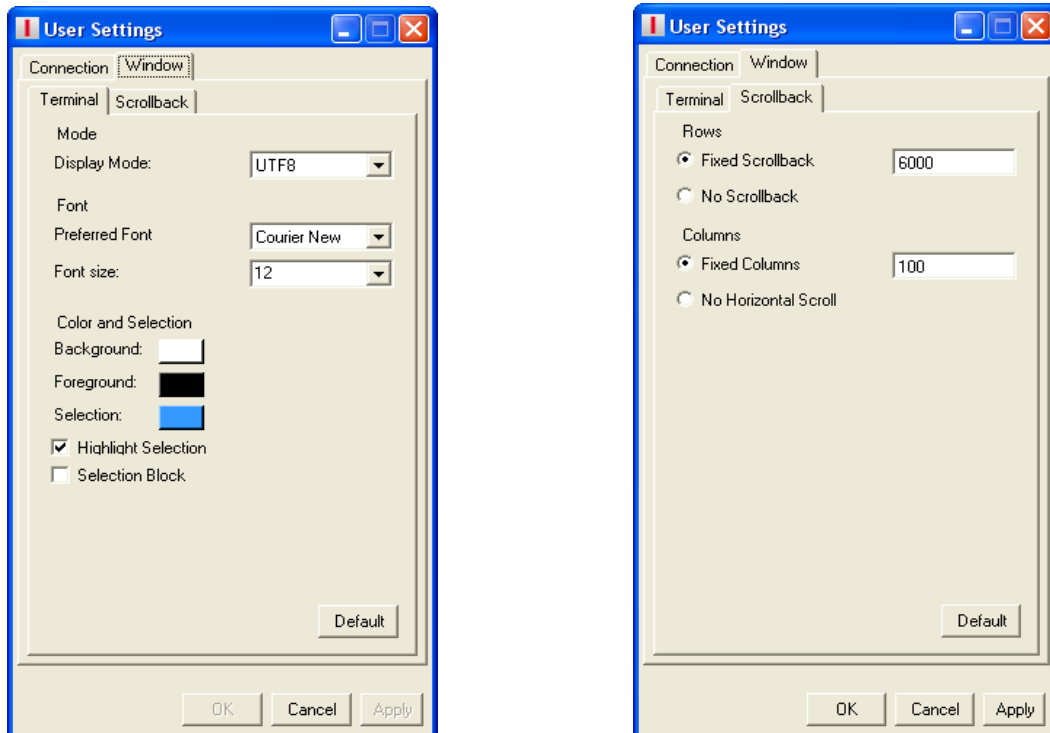 User Settings
Connection Window
Terminal Scrollback
Mode
Display Mode: UTF8
Font
Preferred Font Courier New
Font size: 12
Color and Selection
Background:
Foreground:
Selection:
Highlight Selection
Selection Block
Default
OK Cancel Apply
User Settings
Connection Window
Terminal Scrollback
Rows
Fixed Scrollback 6000
No Scrollback
Columns
Fixed Columns 100
No Horizontal Scroll
Default
OK Cancel Apply